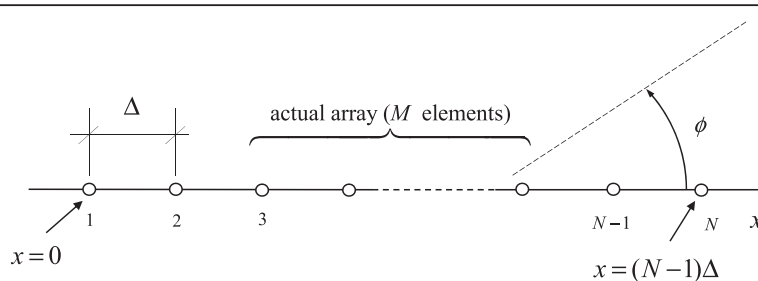 Δ
actual array (M elements)
ϕ
1
2
3
N−1
N
x
x=0
x=(N−1)Δ